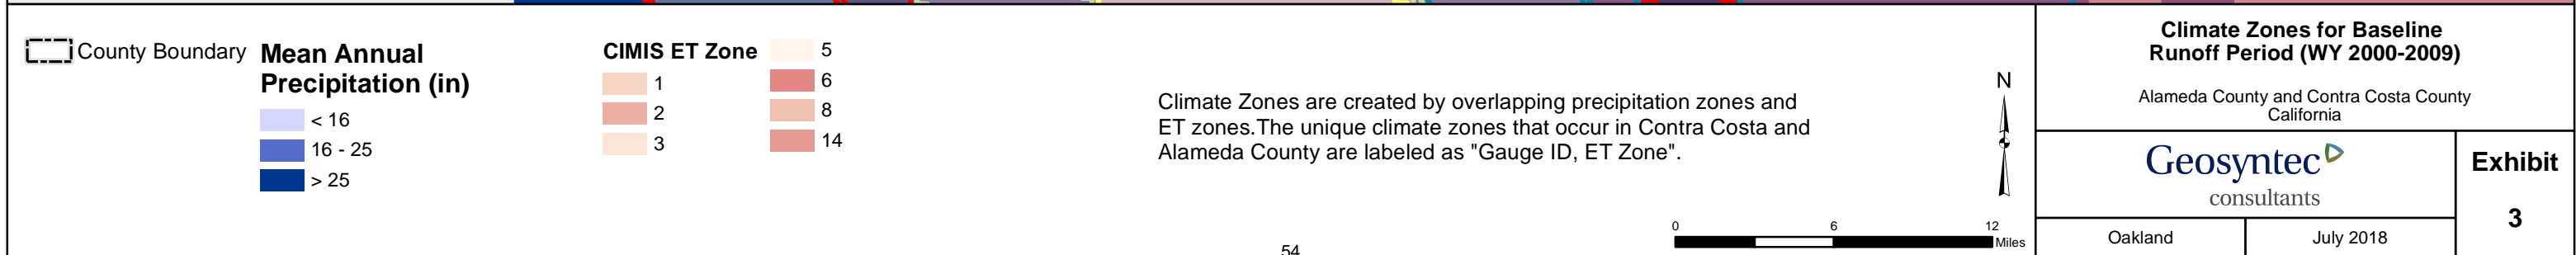 County Boundary
Mean Annual
Precipitation (in)
< 16
16 - 25
> 25
CIMIS ET Zone
1
2
3
5
6
8
14
Climate Zones are created by overlapping precipitation zones and
ET zones.The unique climate zones that occur in Contra Costa and
Alameda County are labeled as "Gauge ID, ET Zone".
N
0 6 12
Miles
54
Climate Zones for Baseline
Runoff Period (WY 2000-2009)
Alameda County and Contra Costa County
California
Geosyntec
consultants
Exhibit
3
Oakland
July 2018